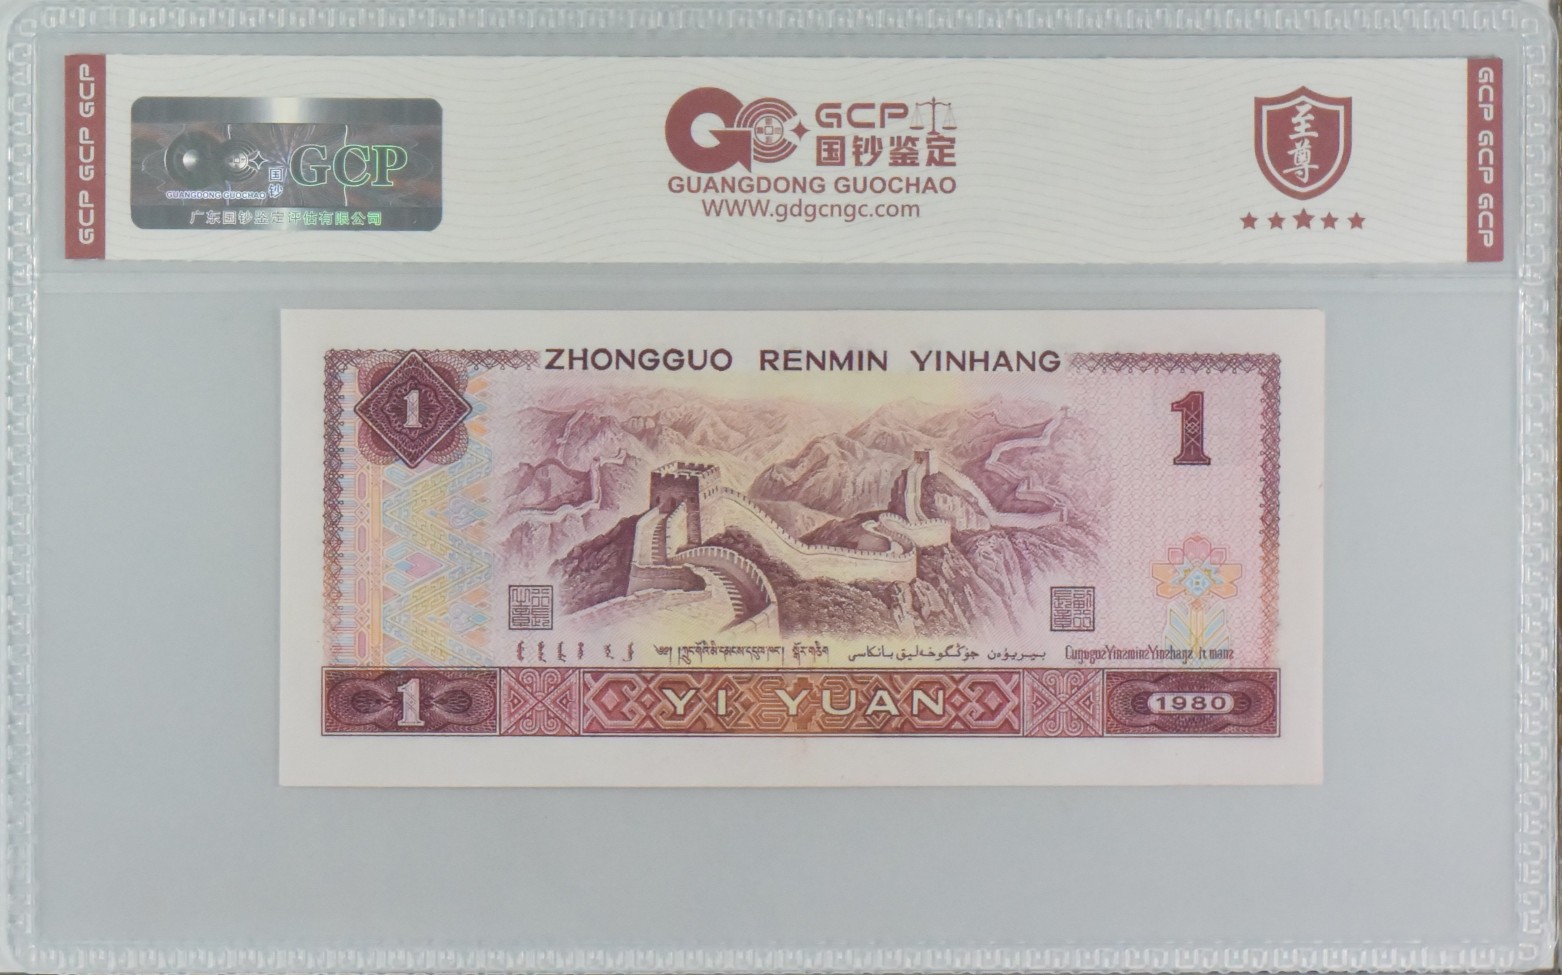 GCP GCP GCP
GCP
GUANGDONG GUOCHAO
国钞
广东国钞鉴定评估有限公司
GCP
国钞鉴定
GUANGDONG GUOCHAO
WWW.gdgcngc.com
至尊
GCP GCP GCP
ZHONGGUO RENMIN YINHANG
1
1
1
YI YUAN
1980